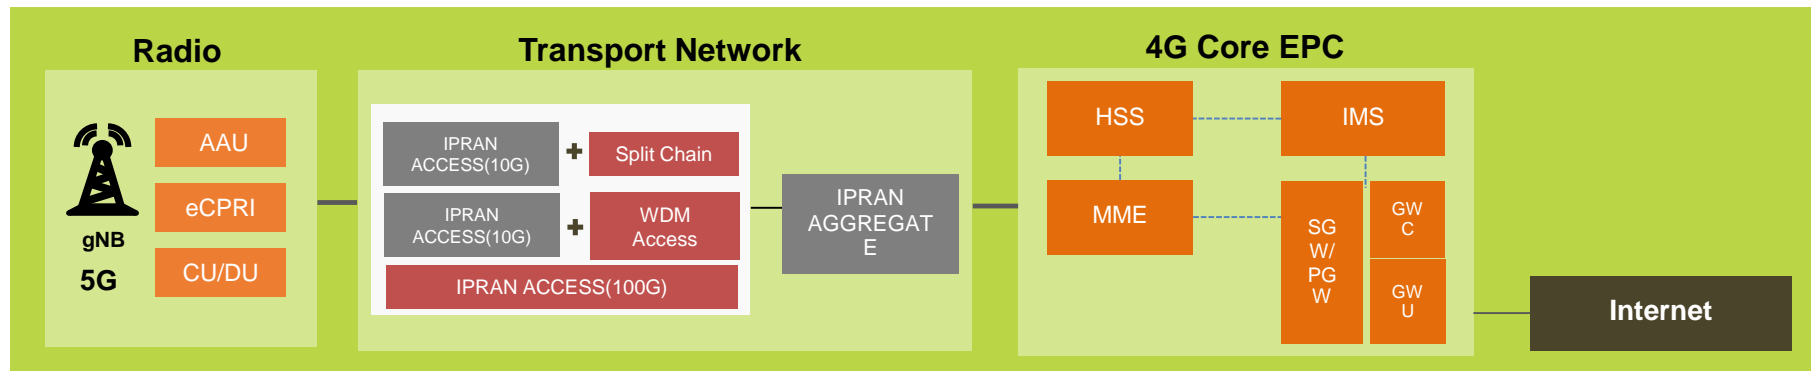 Radio
gNB
5G
AAU
eCPRI
CU/DU
Transport Network
IPRAN
ACCESS(10G)
Split Chain
IPRAN
ACCESS(10G)
WDM
Access
IPRAN ACCESS(100G)
IPRAN
AGGREGAT
E
4G Core EPC
HSS
IMS
MME
SG
W/
PG
W
GW
C
GW
U
Internet